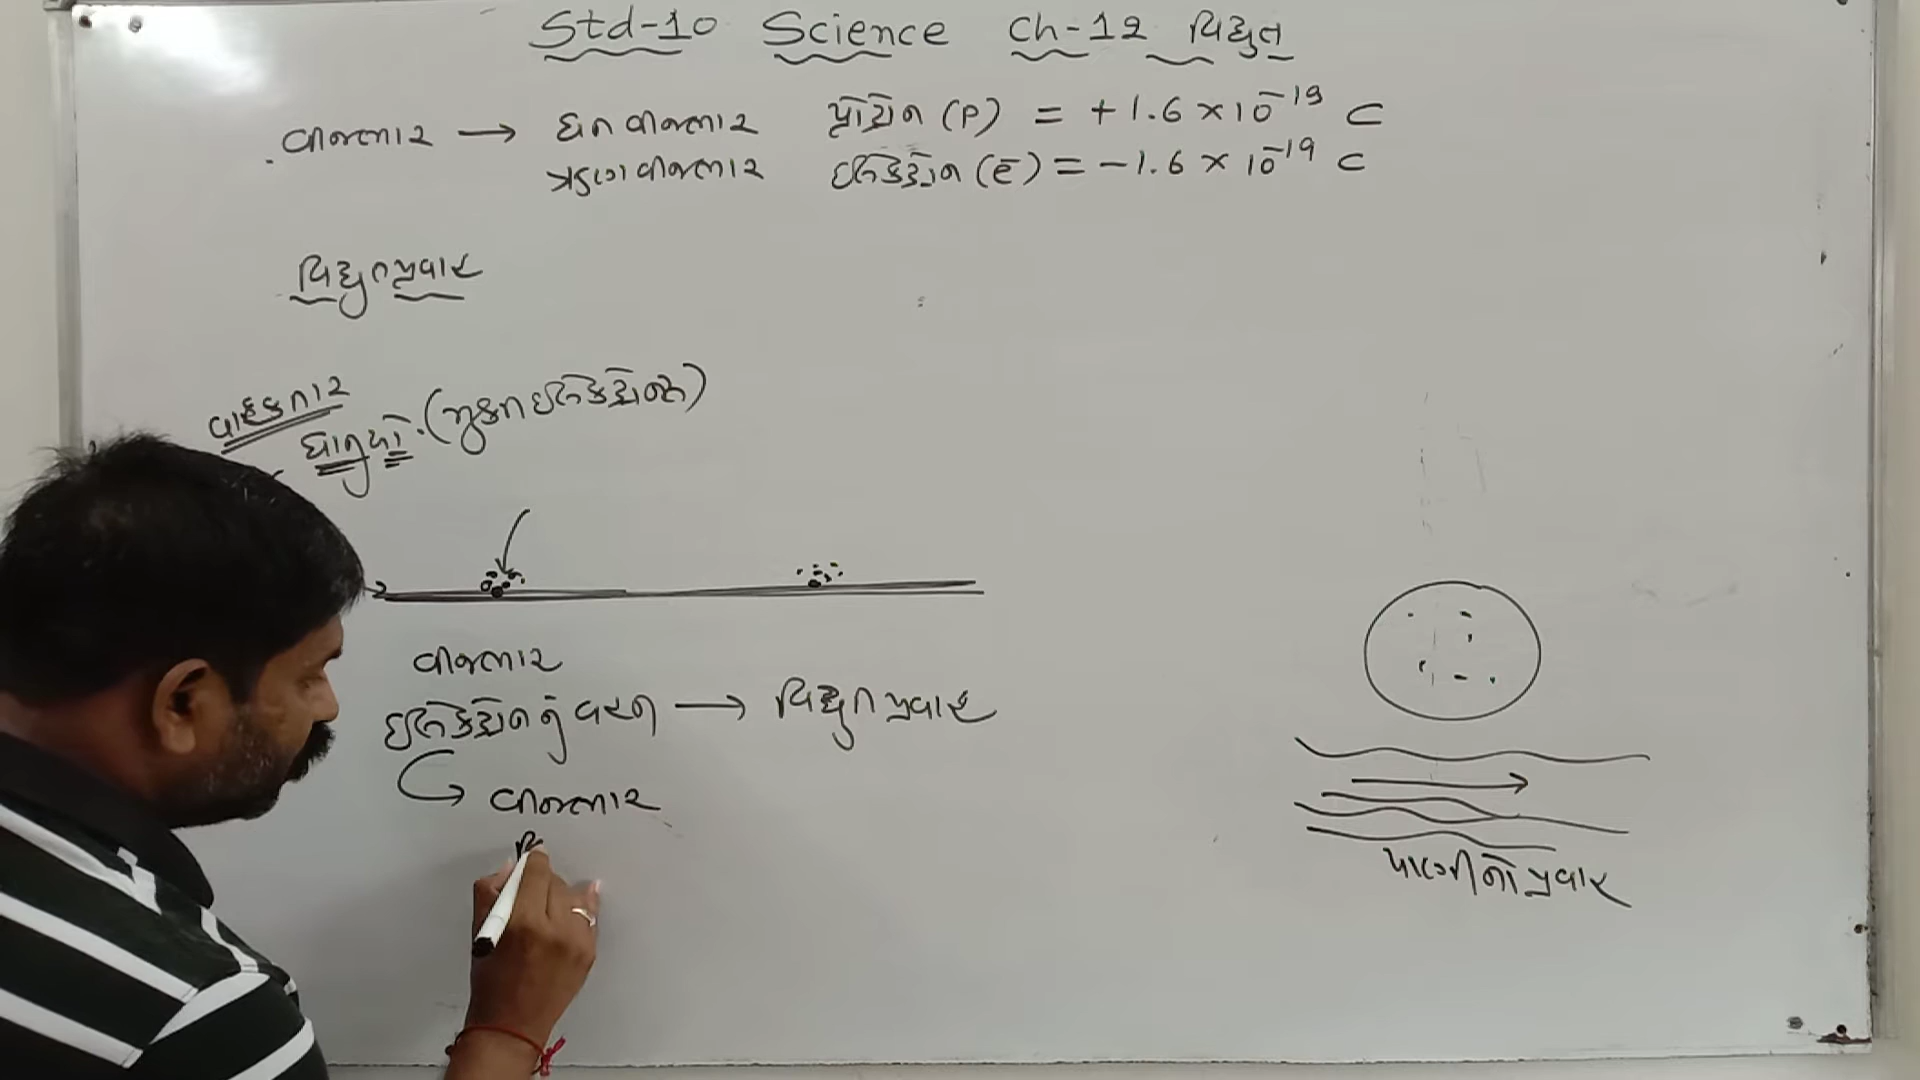 Std-10 Science Ch-12 વિદ્યુત
વીજભાર → ધન વીજભાર પ્રોટોન (P) = + 1.6 × 10⁻¹⁹ C
ઋણ વીજભાર ઇલેક્ટ્રોન (e⁻) = - 1.6 × 10⁻¹⁹ C
વિદ્યુતપ્રવાહ
વાહકતાર
ધાતુઓ (મુક્ત ઇલેક્ટ્રોન્સ)
વીજભાર
ઇલેક્ટ્રોનનું વહન → વિદ્યુતપ્રવાહ
વીજભાર
પાણીનો પ્રવાહ